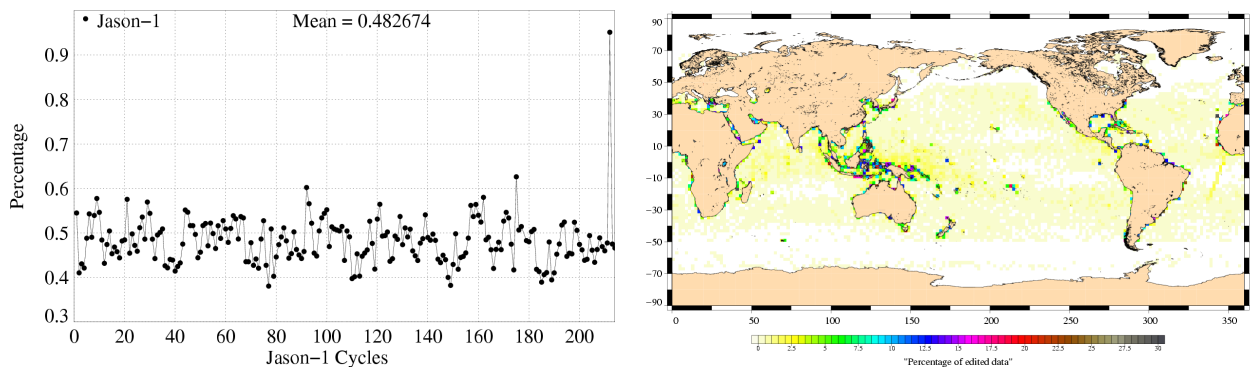 Jason−1
Mean = 0.482674
0.9
0.8
0.7
0.6
0.5
0.4
0.3
Percentage
0 20 40 60 80 100 120 140 160 180 200
Jason−1 Cycles
90
70
50
30
10
−10
−30
−50
−70
−90
0 50 100 150 200 250 300 350
0 2.5 5 7.5 10 12.5 15 17.5 20 22.5 25 27.5 30
"Percentage of edited data"